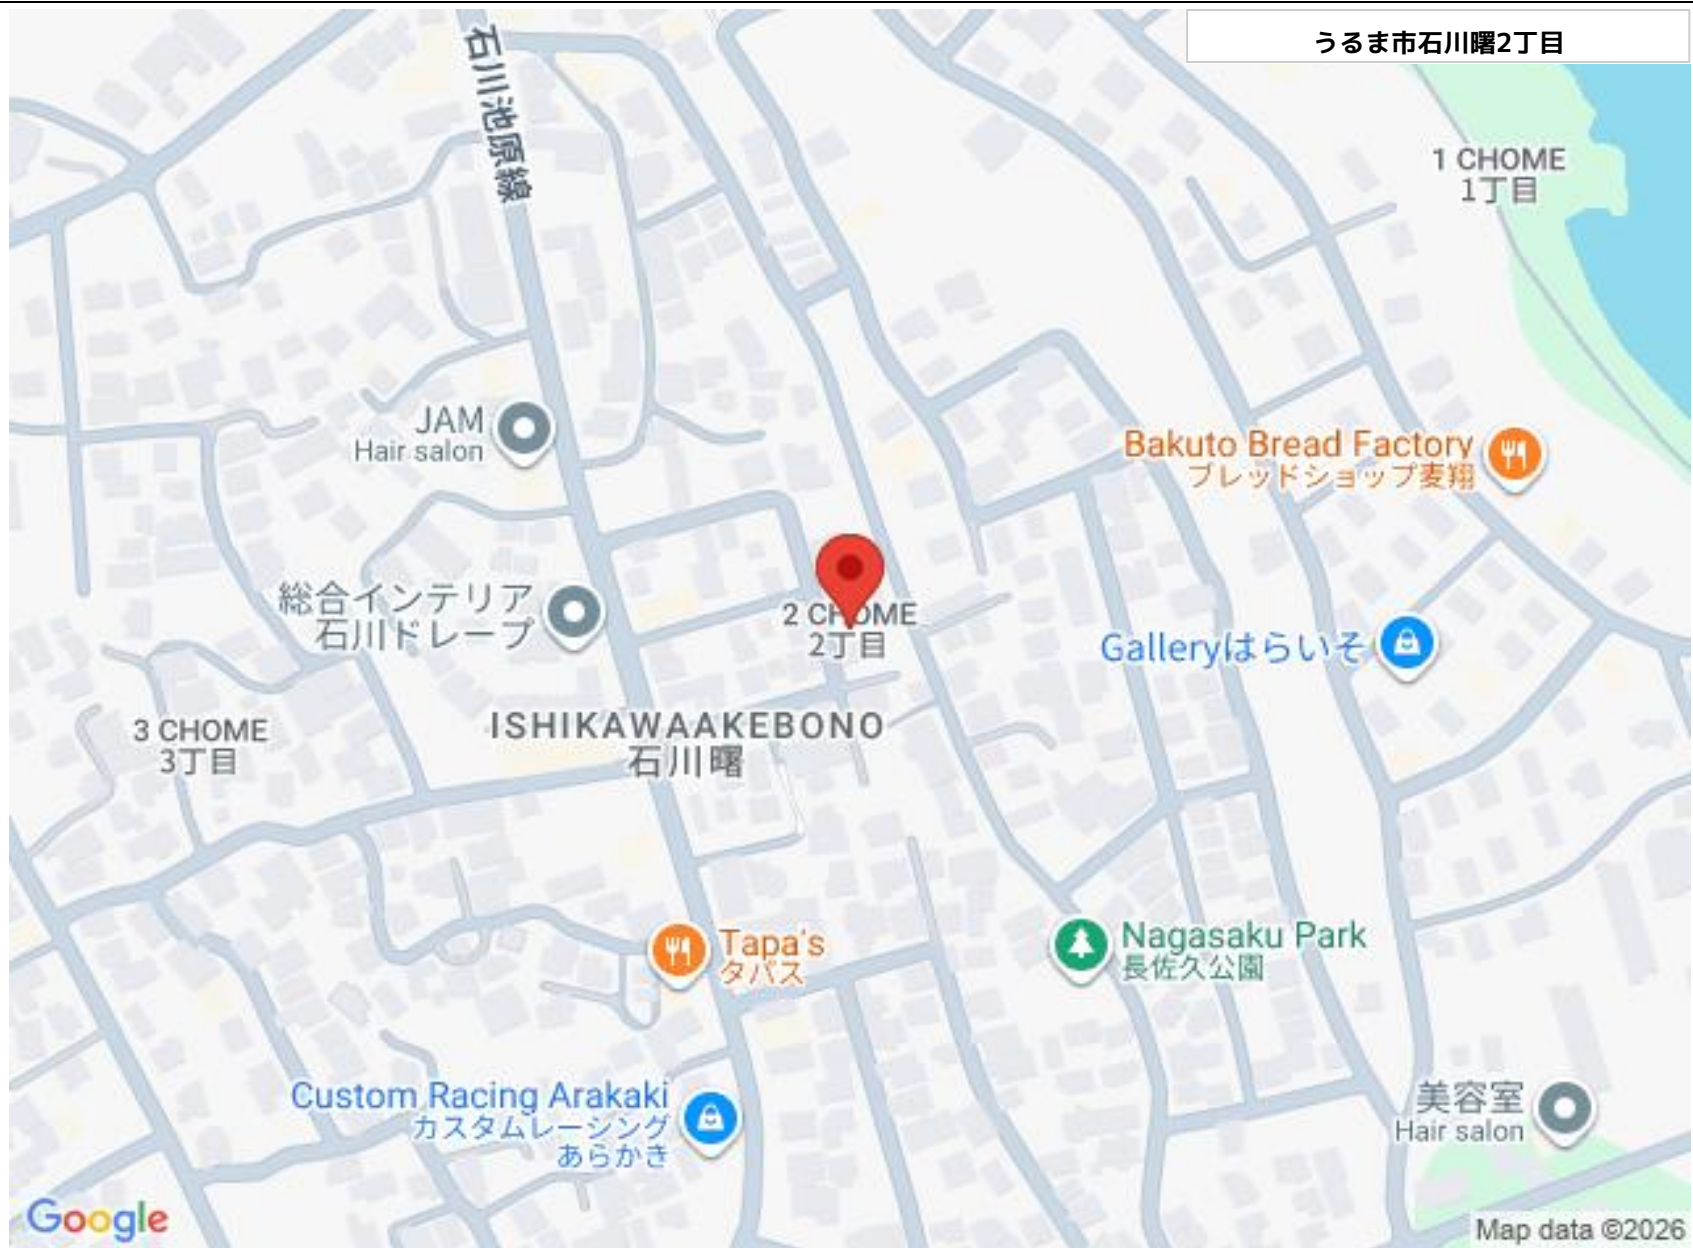 うるま市石川曙2丁目
石川池原線
1 CHOME
1丁目
JAM
Hair salon
Bakuto Bread Factory
ブレッドショップ麦翔
総合インテリア
石川ドレープ
2 CHOME
2丁目
Galleryはらいそ
3 CHOME
3丁目
ISHIKAWAAKEBONO
石川曙
Tapa's
タパス
Nagasaku Park
長佐久公園
Custom Racing Arakaki
カスタムレーシング
あらかき
美容室
Hair salon
Google
Map data ©2026